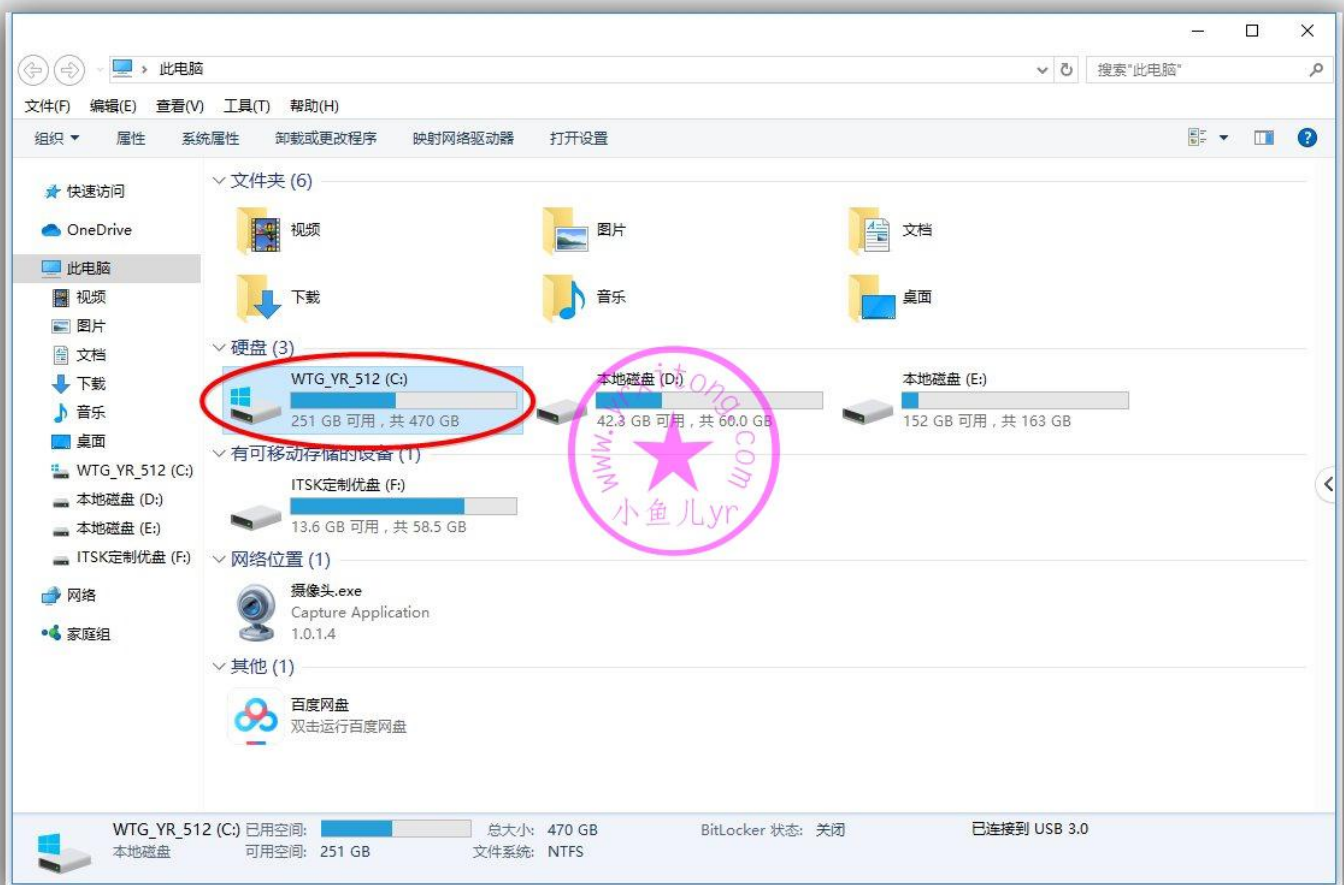 此电脑
搜索"此电脑"
文件(F) 编辑(E) 查看(V) 工具(T) 帮助(H)
组织 属性 系统属性 卸载或更改程序 映射网络驱动器 打开设置
快速访问
OneDrive
此电脑
视频
图片
文档
下载
音乐
桌面
WTG_YR_512 (C:)
本地磁盘 (D:)
本地磁盘 (E:)
ITSK定制优盘 (F:)
网络
家庭组
文件夹 (6)
视频 图片 文档
下载 音乐 桌面
硬盘 (3)
WTG_YR_512 (C:)
251 GB 可用，共 470 GB
本地磁盘 (D:)
42.3 GB 可用，共 60.0 GB
本地磁盘 (E:)
152 GB 可用，共 163 GB
有可移动存储的设备 (1)
ITSK定制优盘 (F:)
13.6 GB 可用，共 58.5 GB
网络位置 (1)
摄像头.exe
Capture Application
1.0.1.4
其他 (1)
百度网盘
双击运行百度网盘
www.yrxitong.com
小鱼儿yr
WTG_YR_512 (C:) 已用空间: 总大小: 470 GB BitLocker 状态: 关闭 已连接到 USB 3.0
本地磁盘 可用空间: 251 GB 文件系统: NTFS